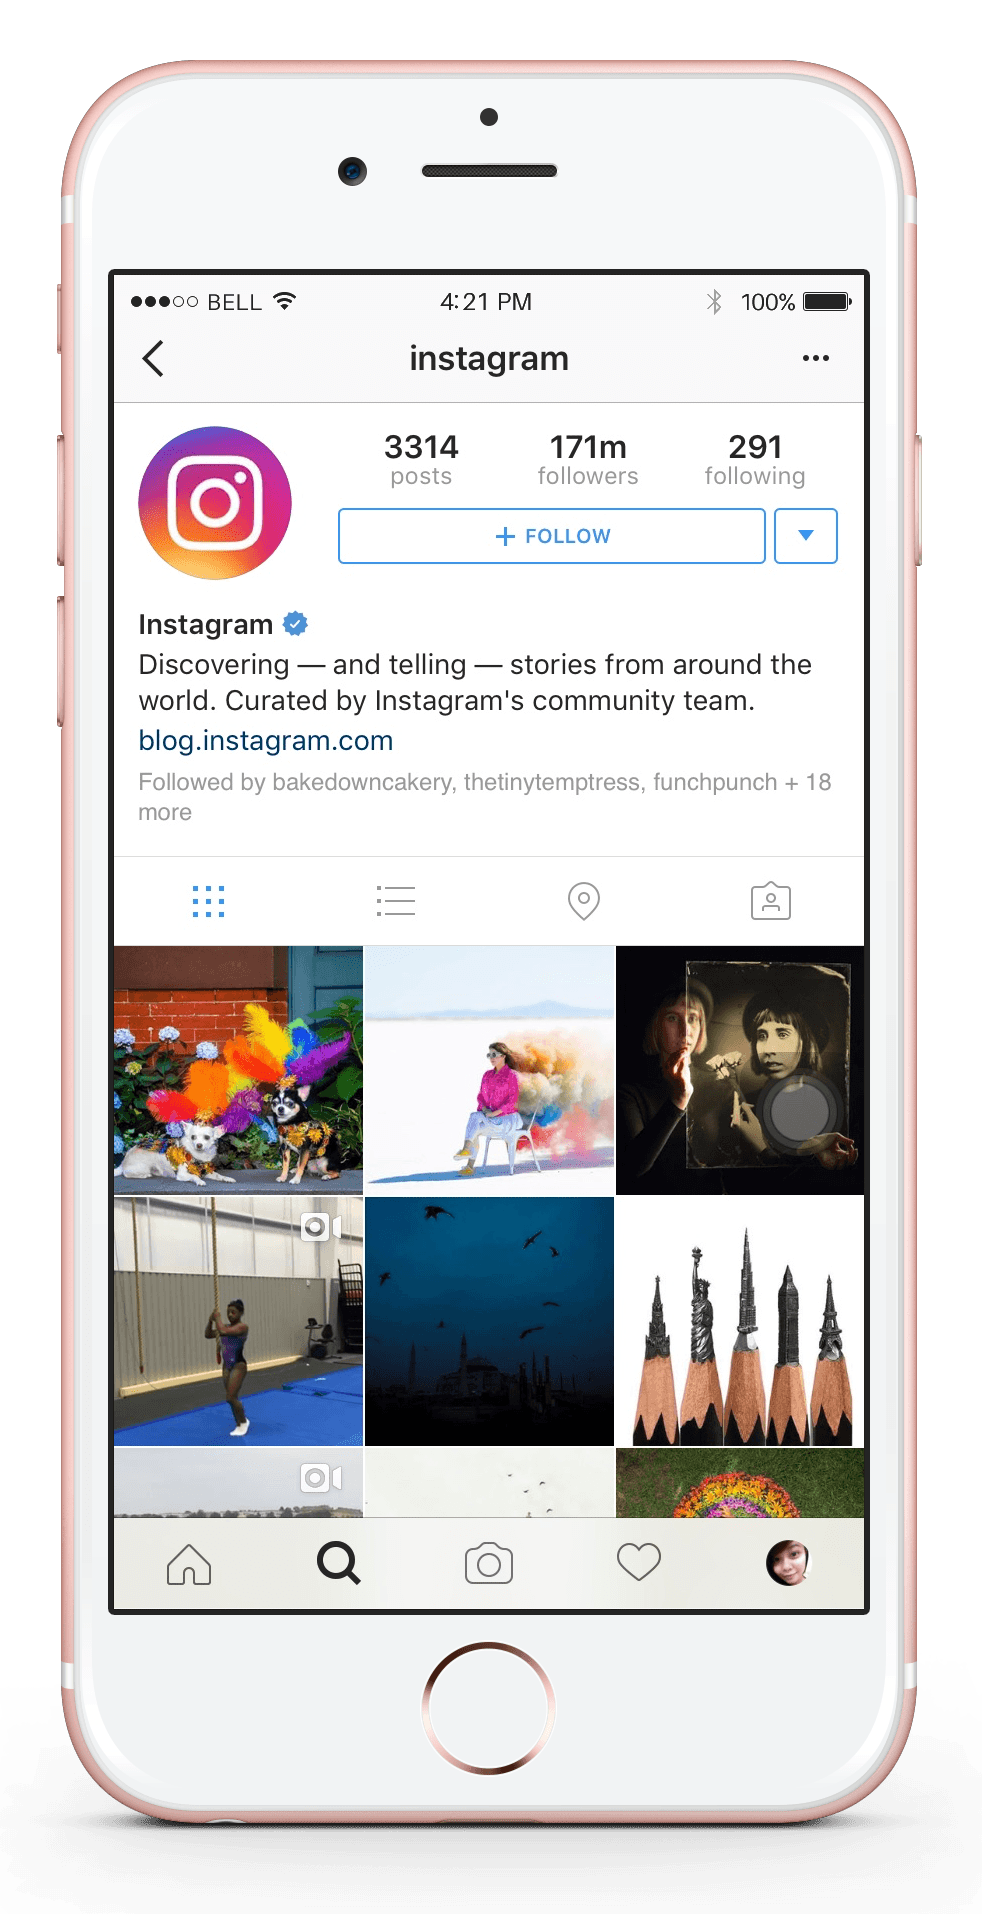 BELL 4:21 PM 100%
instagram
3314 171m 291
posts followers following
+ FOLLOW
Instagram
Discovering — and telling — stories from around the
world. Curated by Instagram's community team.
blog.instagram.com
Followed by bakedowncakery, thetinytemptress, funchpunch + 18
more